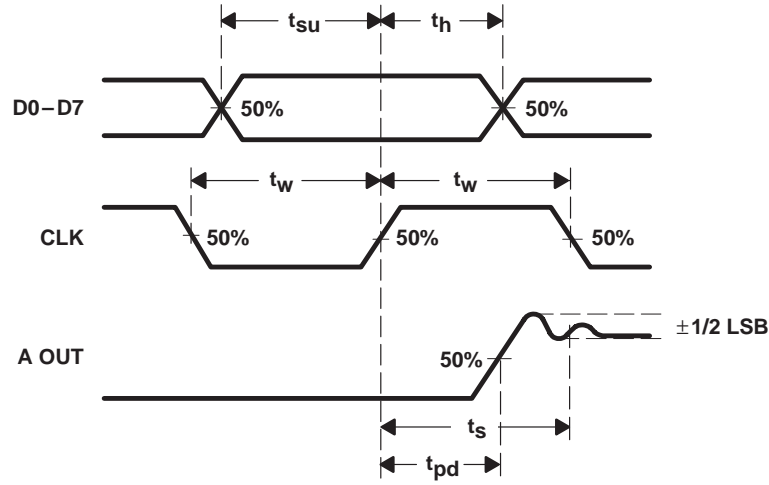 tsu th
D0–D7 50% 50%
tw tw
CLK 50% 50% 50%
±1/2 LSB
A OUT 50%
ts
tpd